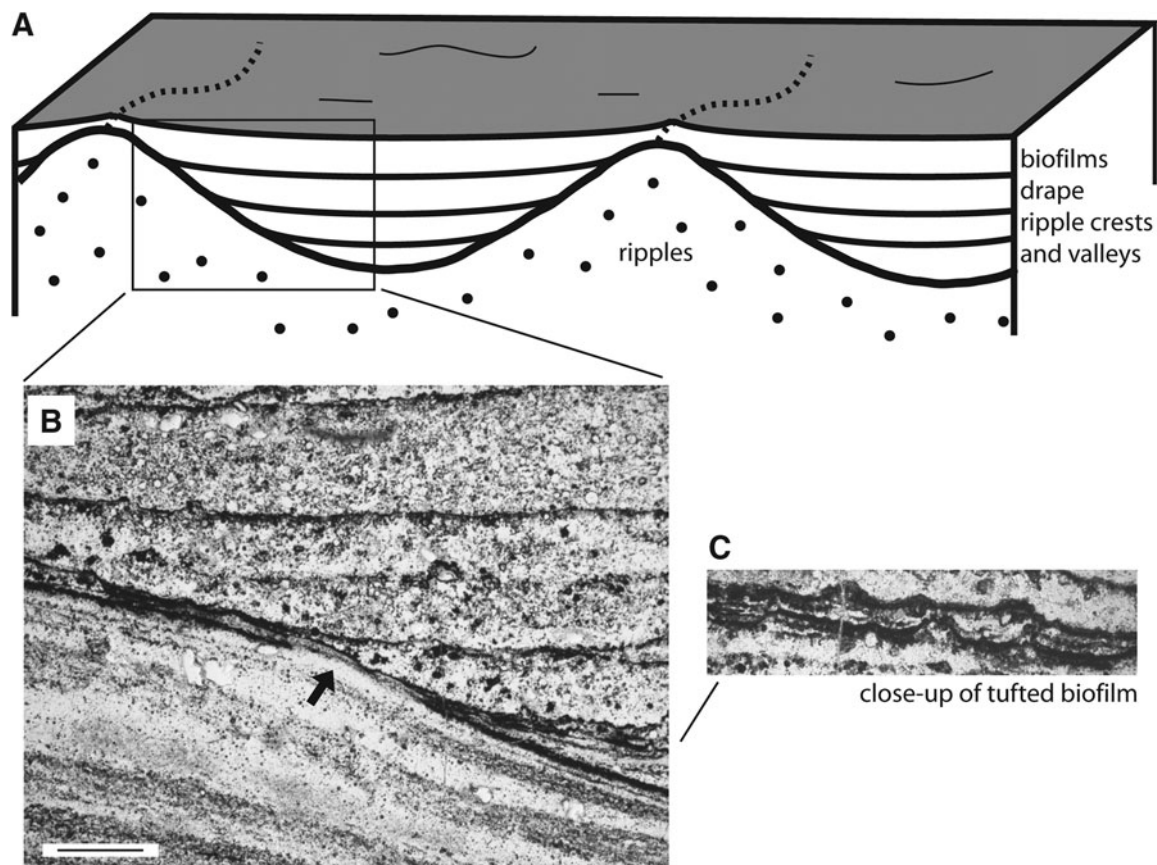 A
biofilms
drape
ripple crests
and valleys
ripples
B
C
close-up of tufted biofilm